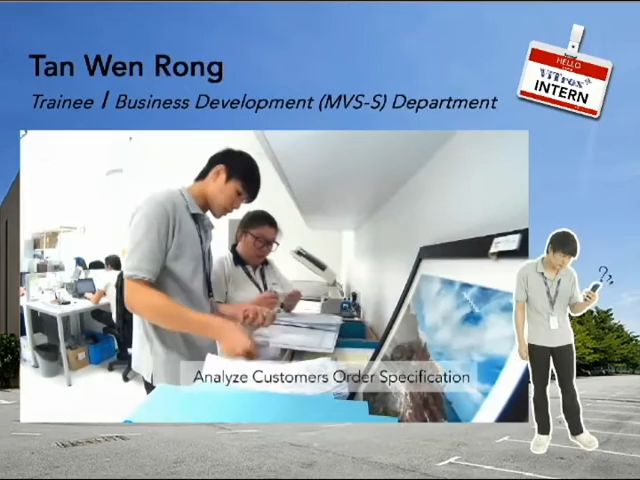 Tan Wen Rong
Trainee / Business Development (MVS-S) Department
HELLO
ViTrox
INTERN
Analyze Customers Order Specification
??